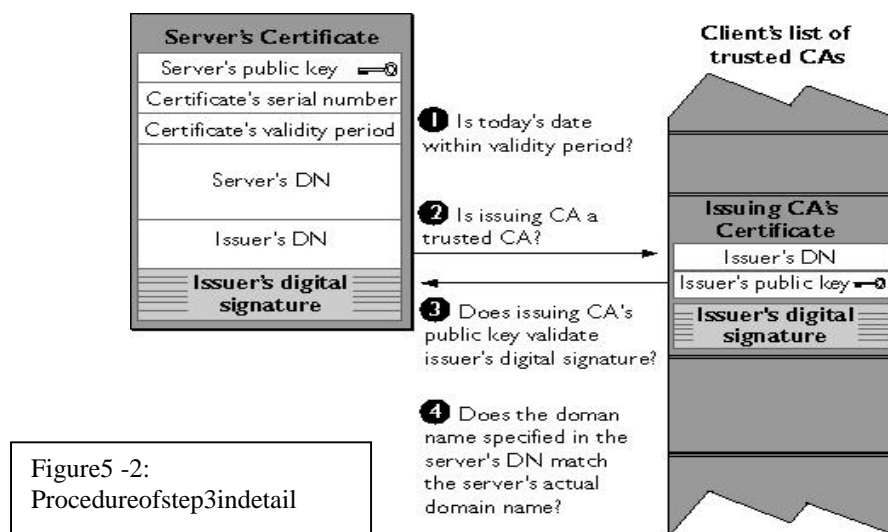 Server's Certificate
Server's public key
Certificate's serial number
Certificate's validity period
Server's DN
Issuer's DN
Issuer's digital
signature
1 Is today's date
within validity period?
2 Is issuing CA a
trusted CA?
3 Does issuing CA's
public key validate
issuer's digital signature?
4 Does the doman
name specified in the
server's DN match
the server's actual
domain name?
Client's list of
trusted CAs
Issuing CA's
Certificate
Issuer's DN
Issuer's public key
Issuer's digital
signature
Figure5 -2:
Procedureofstep3indetail